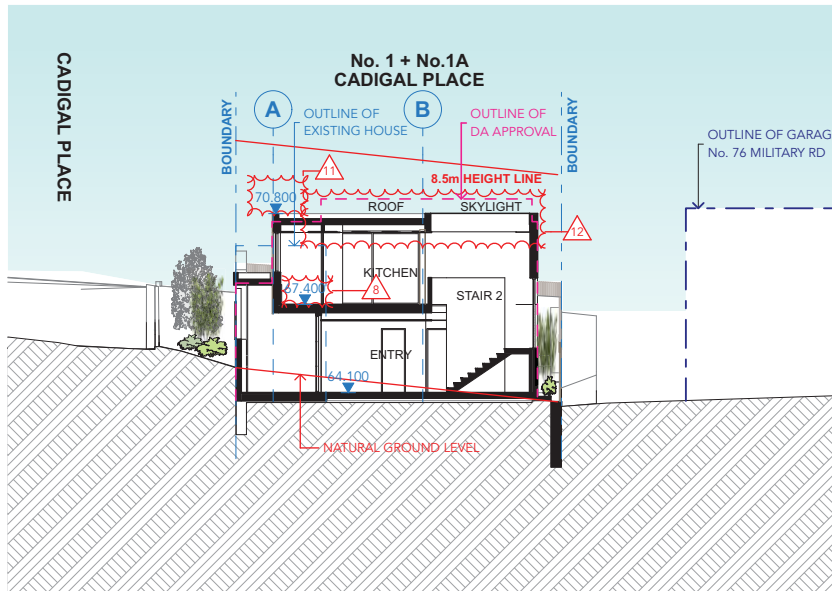 CADIGAL PLACE
No. 1 + No.1A
CADIGAL PLACE
BOUNDARY
A
OUTLINE OF
EXISTING HOUSE
B
OUTLINE OF
DA APPROVAL
BOUNDARY
OUTLINE OF GARAG
No. 76 MILITARY RD
11
8.5m HEIGHT LINE
70.800
ROOF
SKYLIGHT
12
KITCHEN
67.400
8
STAIR 2
ENTRY
64.100
NATURAL GROUND LEVEL